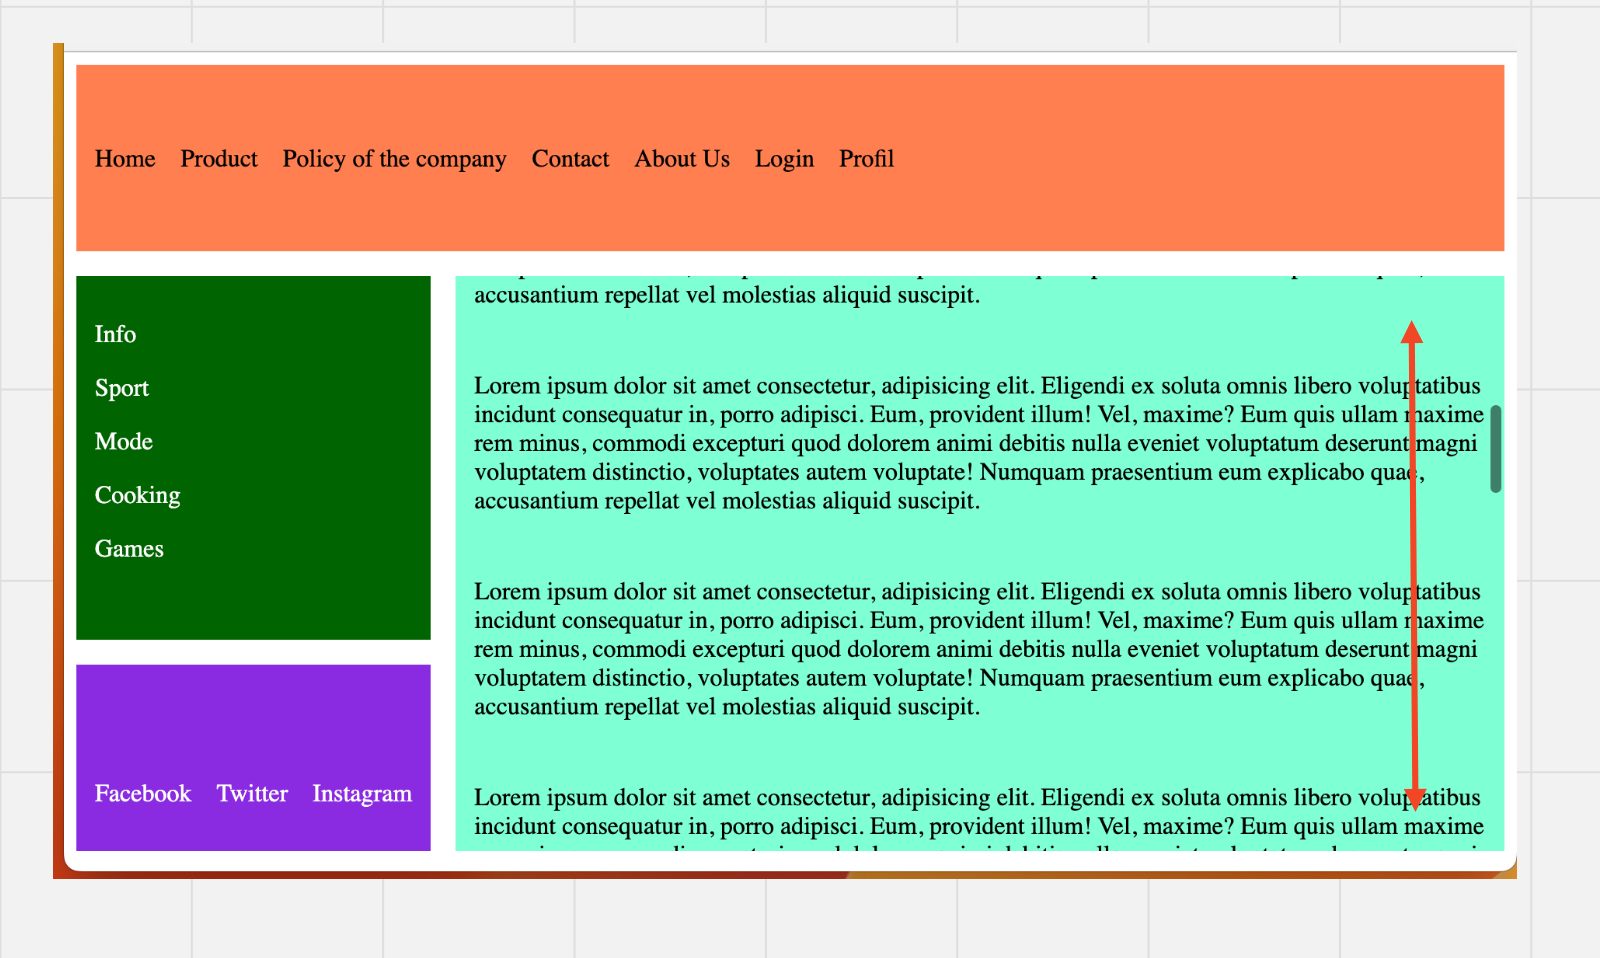 Home Product Policy of the company Contact About Us Login Profil
Info
Sport
Mode
Cooking
Games
Facebook Twitter Instagram
accusantium repellat vel molestias aliquid suscipit.
Lorem ipsum dolor sit amet consectetur, adipisicing elit. Eligendi ex soluta omnis libero voluptatibus
incidunt consequatur in, porro adipisci. Eum, provident illum! Vel, maxime? Eum quis ullam maxime
rem minus, commodi excepturi quod dolorem animi debitis nulla eveniet voluptatum deserunt magni
voluptatem distinctio, voluptates autem voluptate! Numquam praesentium eum explicabo quae,
accusantium repellat vel molestias aliquid suscipit.
Lorem ipsum dolor sit amet consectetur, adipisicing elit. Eligendi ex soluta omnis libero voluptatibus
incidunt consequatur in, porro adipisci. Eum, provident illum! Vel, maxime? Eum quis ullam maxime
rem minus, commodi excepturi quod dolorem animi debitis nulla eveniet voluptatum deserunt magni
voluptatem distinctio, voluptates autem voluptate! Numquam praesentium eum explicabo quae,
accusantium repellat vel molestias aliquid suscipit.
Lorem ipsum dolor sit amet consectetur, adipisicing elit. Eligendi ex soluta omnis libero voluptatibus
incidunt consequatur in, porro adipisci. Eum, provident illum! Vel, maxime? Eum quis ullam maxime